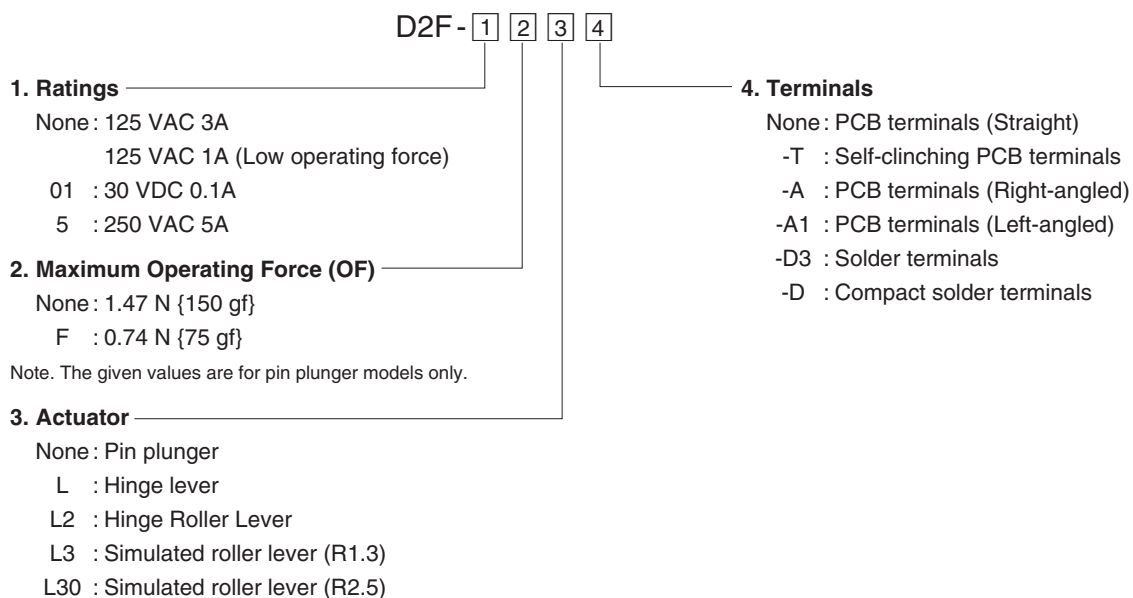 D2F-1 2 3 4
1. Ratings
None : 125 VAC 3A
125 VAC 1A (Low operating force)
01 : 30 VDC 0.1A
5 : 250 VAC 5A
2. Maximum Operating Force (OF)
None : 1.47 N {150 gf}
F : 0.74 N {75 gf}
Note. The given values are for pin plunger models only.
3. Actuator
None : Pin plunger
L : Hinge lever
L2 : Hinge Roller Lever
L3 : Simulated roller lever (R1.3)
L30 : Simulated roller lever (R2.5)
4. Terminals
None : PCB terminals (Straight)
-T : Self-clinching PCB terminals
-A : PCB terminals (Right-angled)
-A1 : PCB terminals (Left-angled)
-D3 : Solder terminals
-D : Compact solder terminals